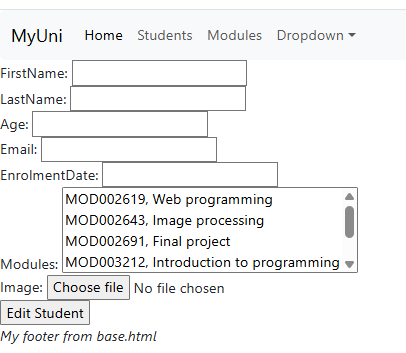 MyUni Home Students Modules Dropdown
FirstName:
LastName:
Age:
Email:
EnrolmentDate:
MOD002619, Web programming
MOD002643, Image processing
MOD002691, Final project
Modules: MOD003212, Introduction to programming
Image: Choose file No file chosen
Edit Student
My footer from base.html